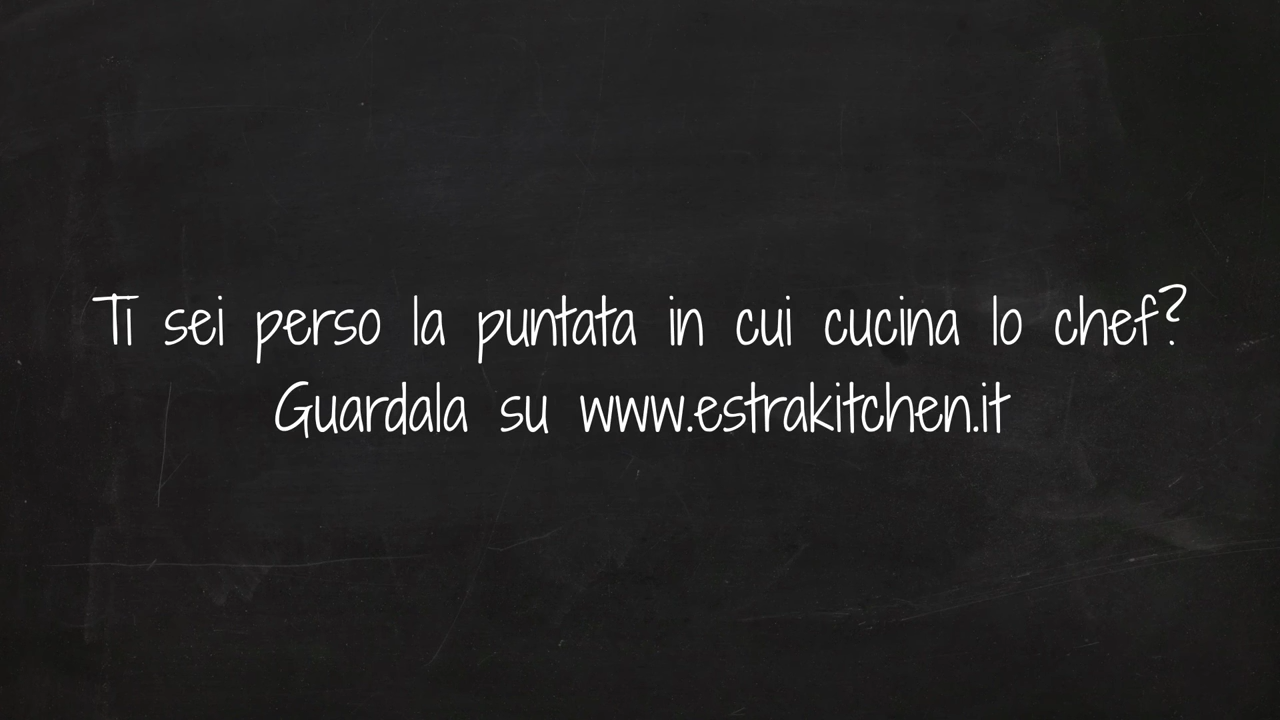 Ti sei perso la puntata in cui cucina lo chef?
Guardala su www.estrakitchen.it